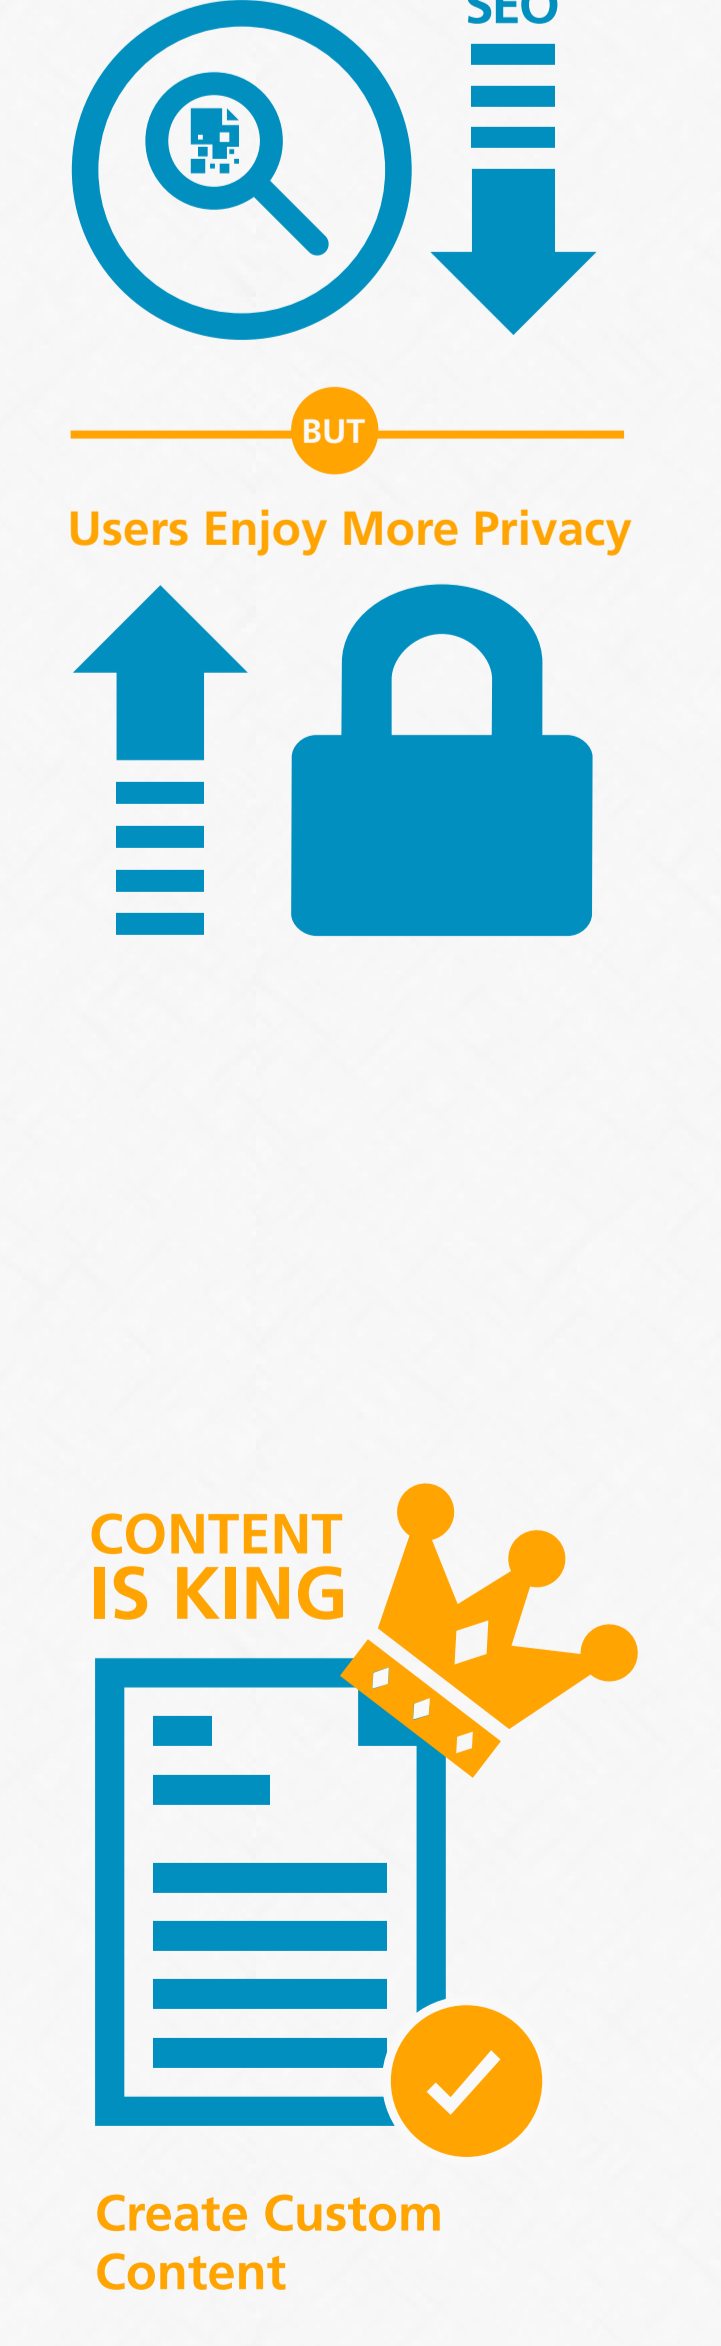 SEO
BUT
Users Enjoy More Privacy
CONTENT
IS KING
Create Custom
Content